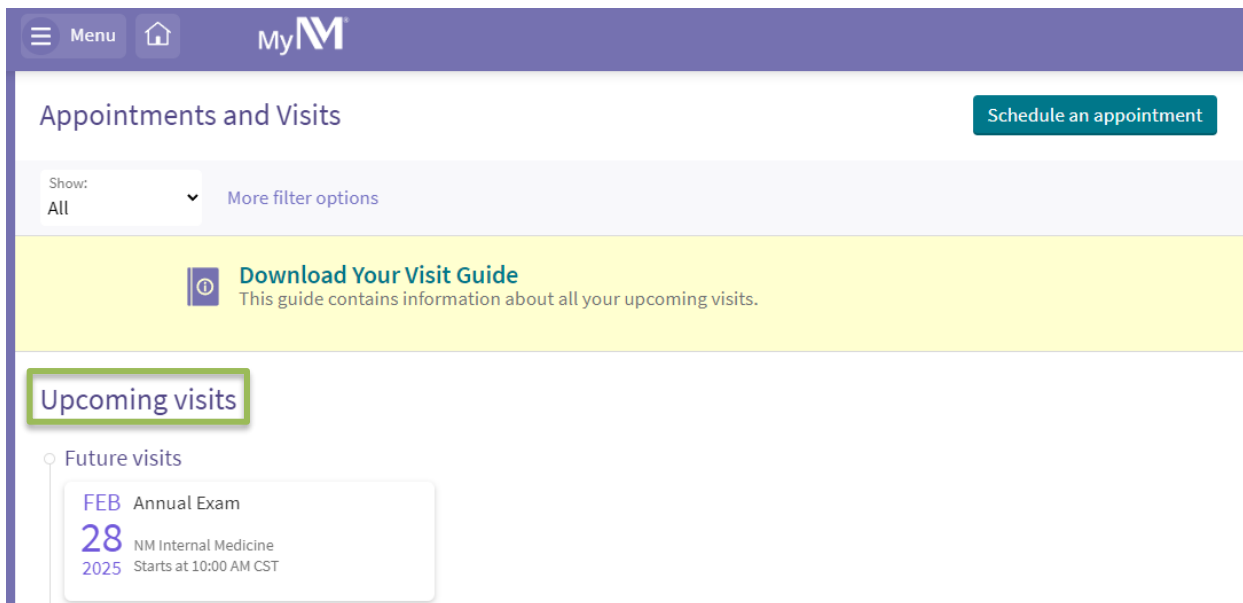 Menu
MyNM
Appointments and Visits
Schedule an appointment
Show:
All
More filter options
Download Your Visit Guide
This guide contains information about all your upcoming visits.
Upcoming visits
Future visits
FEB Annual Exam
28 NM Internal Medicine
2025 Starts at 10:00 AM CST